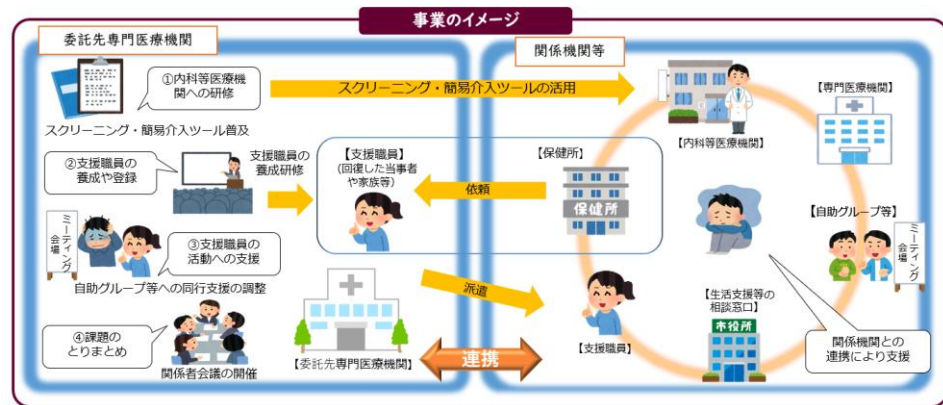 事業のイメージ
委託先専門医療機関
①内科等医療機
関への研修
スクリーニング・簡易介入ツール普及
②支援職員の
養成や登録
支援職員の
養成研修
ミーティング
会場
③支援職員の
活動への支援
自助グループ等への同行支援の調整
④課題の
とりまとめ
関係者会議の開催
【支援職員】
(回復した当事者
や家族等)
【委託先専門医療機関】
スクリーニング・簡易介入ツールの活用
依頼
派遣
連携
関係機関等
【内科等医療機関】
【専門医療機関】
【保健所】
保健所
【自助グループ等】
ミーティング
会場
【支援職員】
【生活支援等の
相談窓口】
市役所
関係機関との
連携により支援